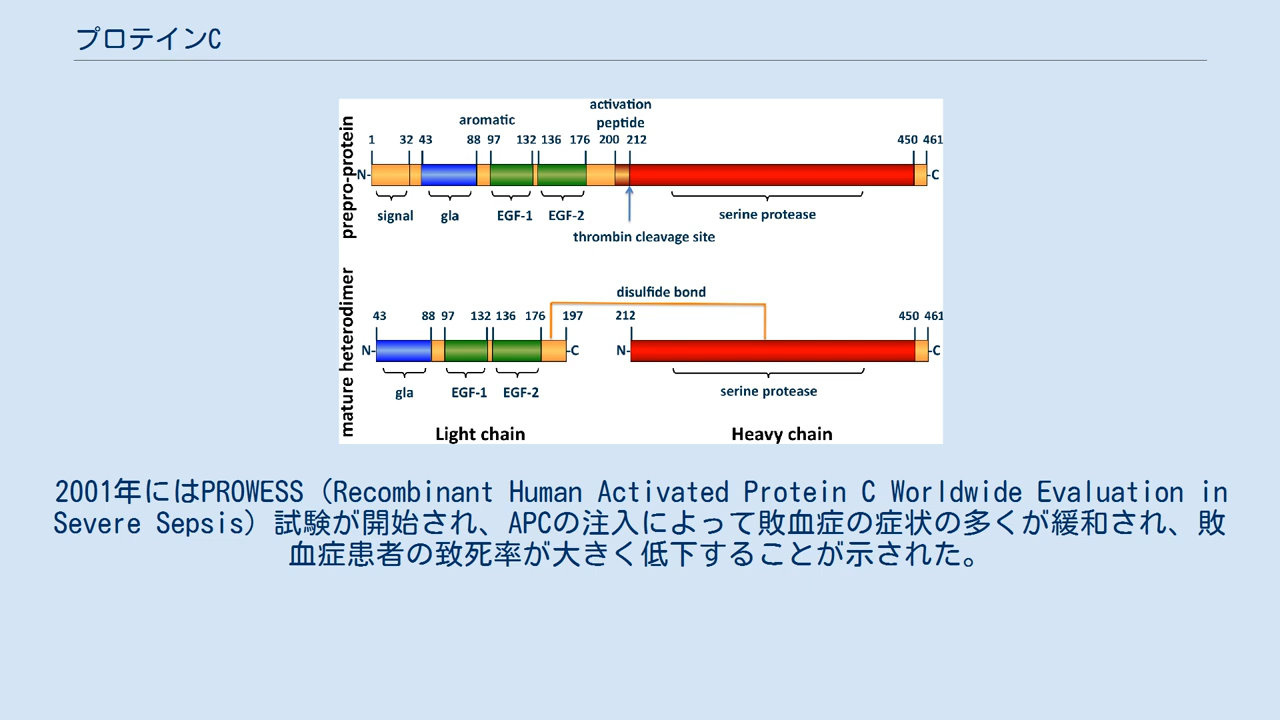 プロテインC
activation
peptide
aromatic
1 32 43 88 97 132 136 176 200 212 450 461
prepro-protein
N- -C
signal gla EGF-1 EGF-2 serine protease
thrombin cleavage site
disulfide bond
43 88 97 132 136 176 197 212 450 461
mature heterodimer
N- -C N- -C
gla EGF-1 EGF-2 serine protease
Light chain Heavy chain
2001年にはPROWESS（Recombinant Human Activated Protein C Worldwide Evaluation in
Severe Sepsis）試験が開始され、APCの注入によって敗血症の症状の多くが緩和され、敗
血症患者の致死率が大きく低下することが示された。